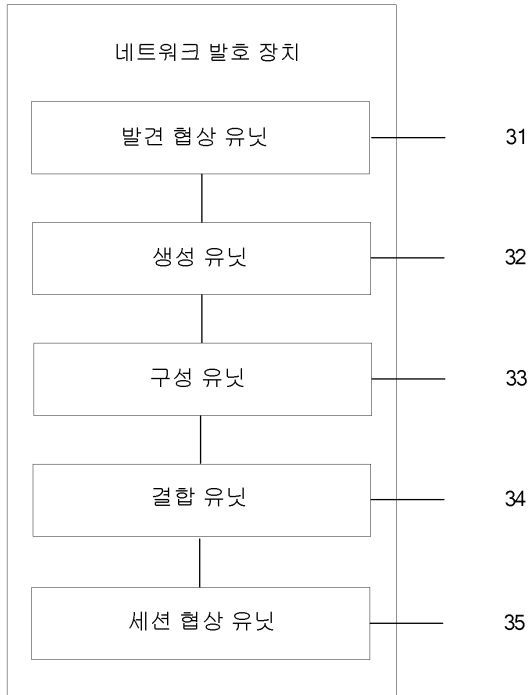 네트워크 발호 장치
발견 협상 유닛
31
생성 유닛
32
구성 유닛
33
결합 유닛
34
세션 협상 유닛
35